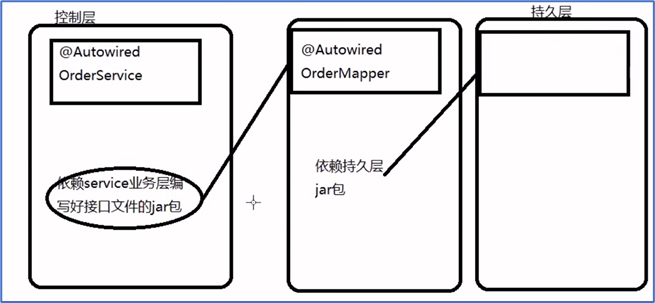 控制层
@Autowired
OrderService
依赖service业务层编
写好接口文件的jar包
@Autowired
OrderMapper
依赖持久层
jar包
持久层